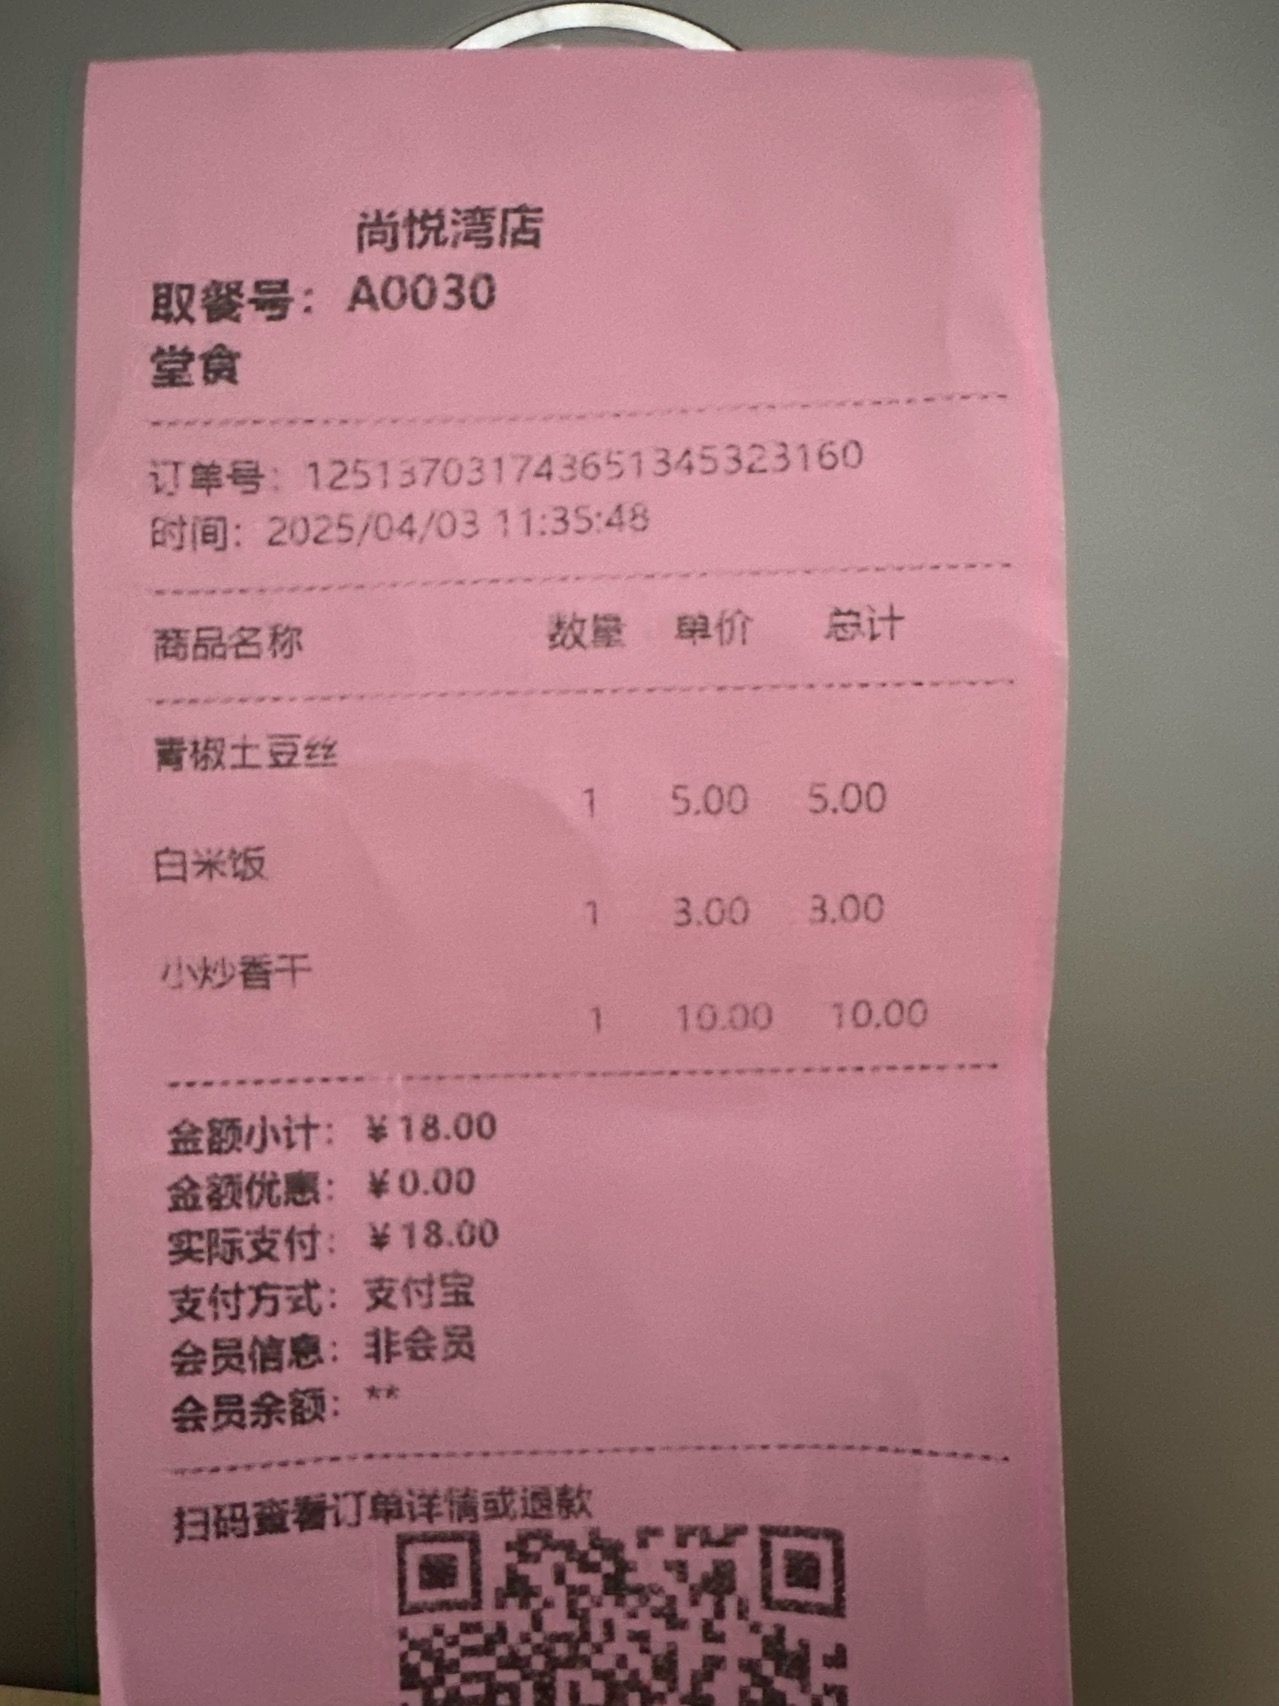 尚悦湾店
取餐号：A0030
堂食
订单号：1251370317436513453​23160
时间：2025/04/03 11:35:48
商品名称 数量 单价 总计
青椒土豆丝
1 5.00 5.00
白米饭
1 3.00 3.00
小炒香干
1 10.00 10.00
金额小计：￥18.00
金额优惠：￥0.00
实际支付：￥18.00
支付方式：支付宝
会员信息：非会员
会员余额：**
扫码查看订单详情或退款